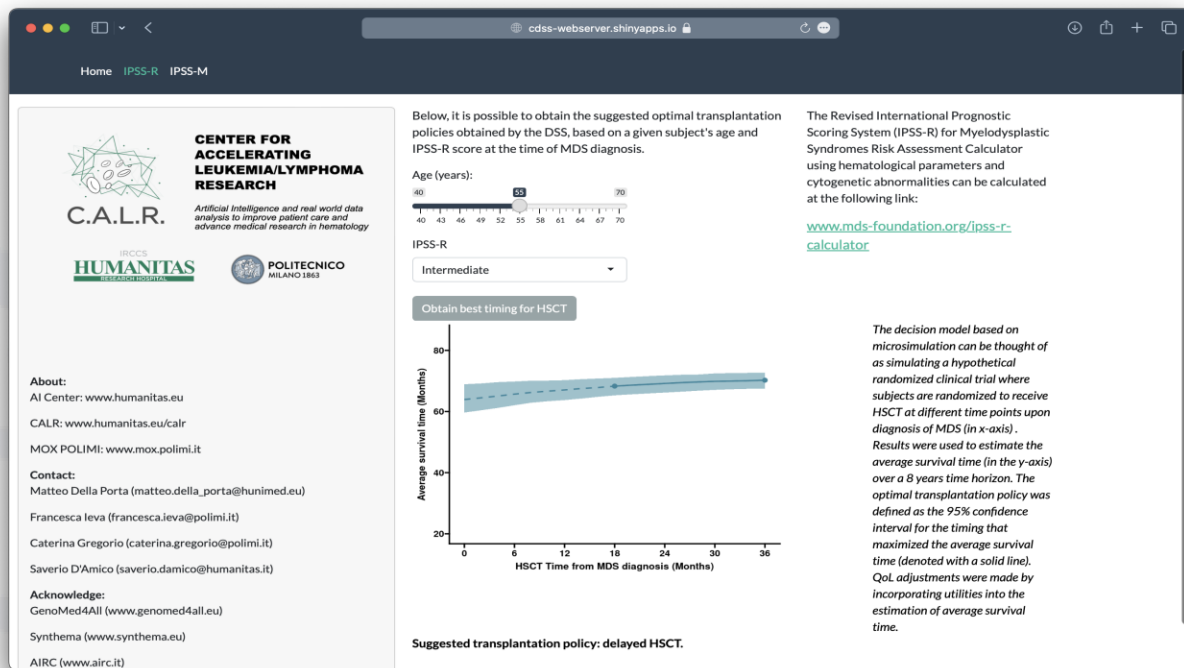 cdss-webserver.shinyapps.io
Home IPSS-R IPSS-M
CENTER FOR
ACCELERATING
LEUKEMIA/LYMPHOMA
RESEARCH
C.A.L.R.
Artificial Intelligence and real world data
analysis to improve patient care and
advance medical research in hematology
IRCCS
HUMANITAS
RESEARCH HOSPITAL
POLITECNICO
MILANO 1863
About:
AI Center: www.humanitas.eu
CALR: www.humanitas.eu/calr
MOX POLIMI: www.mox.polimi.it
Contact:
Matteo Della Porta (matteo.della_porta@hunimed.eu)
Francesca Ieva (francesca.ieva@polimi.it)
Caterina Gregorio (caterina.gregorio@polimi.it)
Saverio D'Amico (saverio.damico@humanitas.it)
Acknowledge:
GenoMed4All (www.genomed4all.eu)
Synthema (www.synthema.eu)
AIRC (www.airc.it)
Below, it is possible to obtain the suggested optimal transplantation
policies obtained by the DSS, based on a given subject's age and
IPSS-R score at the time of MDS diagnosis.
Age (years):
40 55 70
40 43 46 49 52 55 58 61 64 67 70
IPSS-R
Intermediate
Obtain best timing for HSCT
Average survival time (Months)
80
60
40
20
0 6 12 18 24 30 36
HSCT Time from MDS diagnosis (Months)
Suggested transplantation policy: delayed HSCT.
The Revised International Prognostic
Scoring System (IPSS-R) for Myelodysplastic
Syndromes Risk Assessment Calculator
using hematological parameters and
cytogenetic abnormalities can be calculated
at the following link:
www.mds-foundation.org/ipss-r-
calculator
The decision model based on
microsimulation can be thought of
as simulating a hypothetical
randomized clinical trial where
subjects are randomized to receive
HSCT at different time points upon
diagnosis of MDS (in x-axis) .
Results were used to estimate the
average survival time (in the y-axis)
over a 8 years time horizon. The
optimal transplantation policy was
defined as the 95% confidence
interval for the timing that
maximized the average survival
time (denoted with a solid line).
QoL adjustments were made by
incorporating utilities into the
estimation of average survival
time.